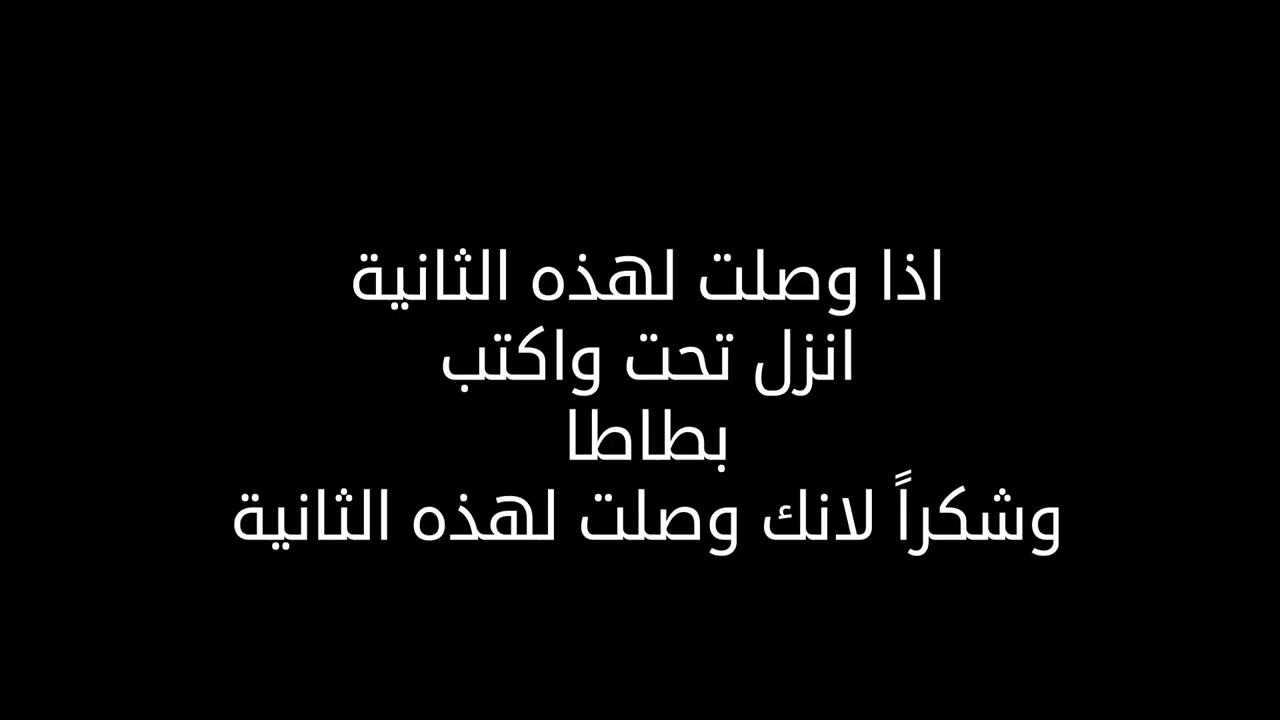 اذا وصلت لهذه الثانية
انزل تحت واكتب
بطاطا
وشكراً لانك وصلت لهذه الثانية